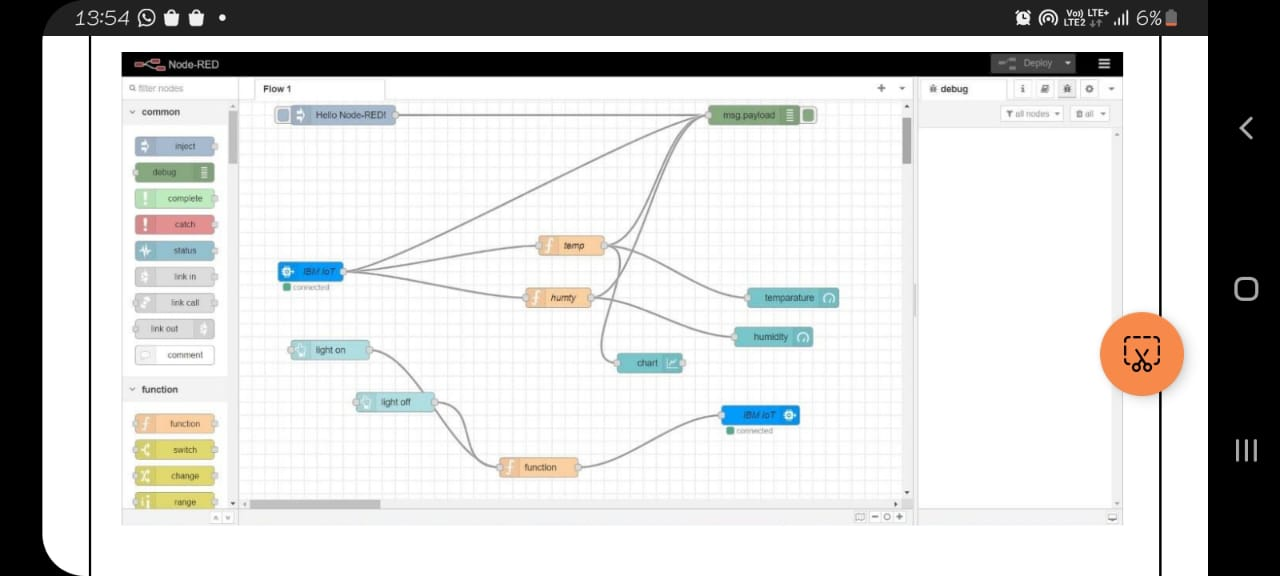 13:54
Vo)) LTE+
LTE2
6%
Node-RED
Deploy
filter nodes
Flow 1
debug
i
all nodes
all
common
inject
debug
complete
catch
status
link in
link call
link out
comment
function
function
switch
change
range
Hello Node-RED!
msg.payload
temp
IBM IoT
connected
humty
temparature
humidity
light on
chart
light off
IBM IoT
connected
function